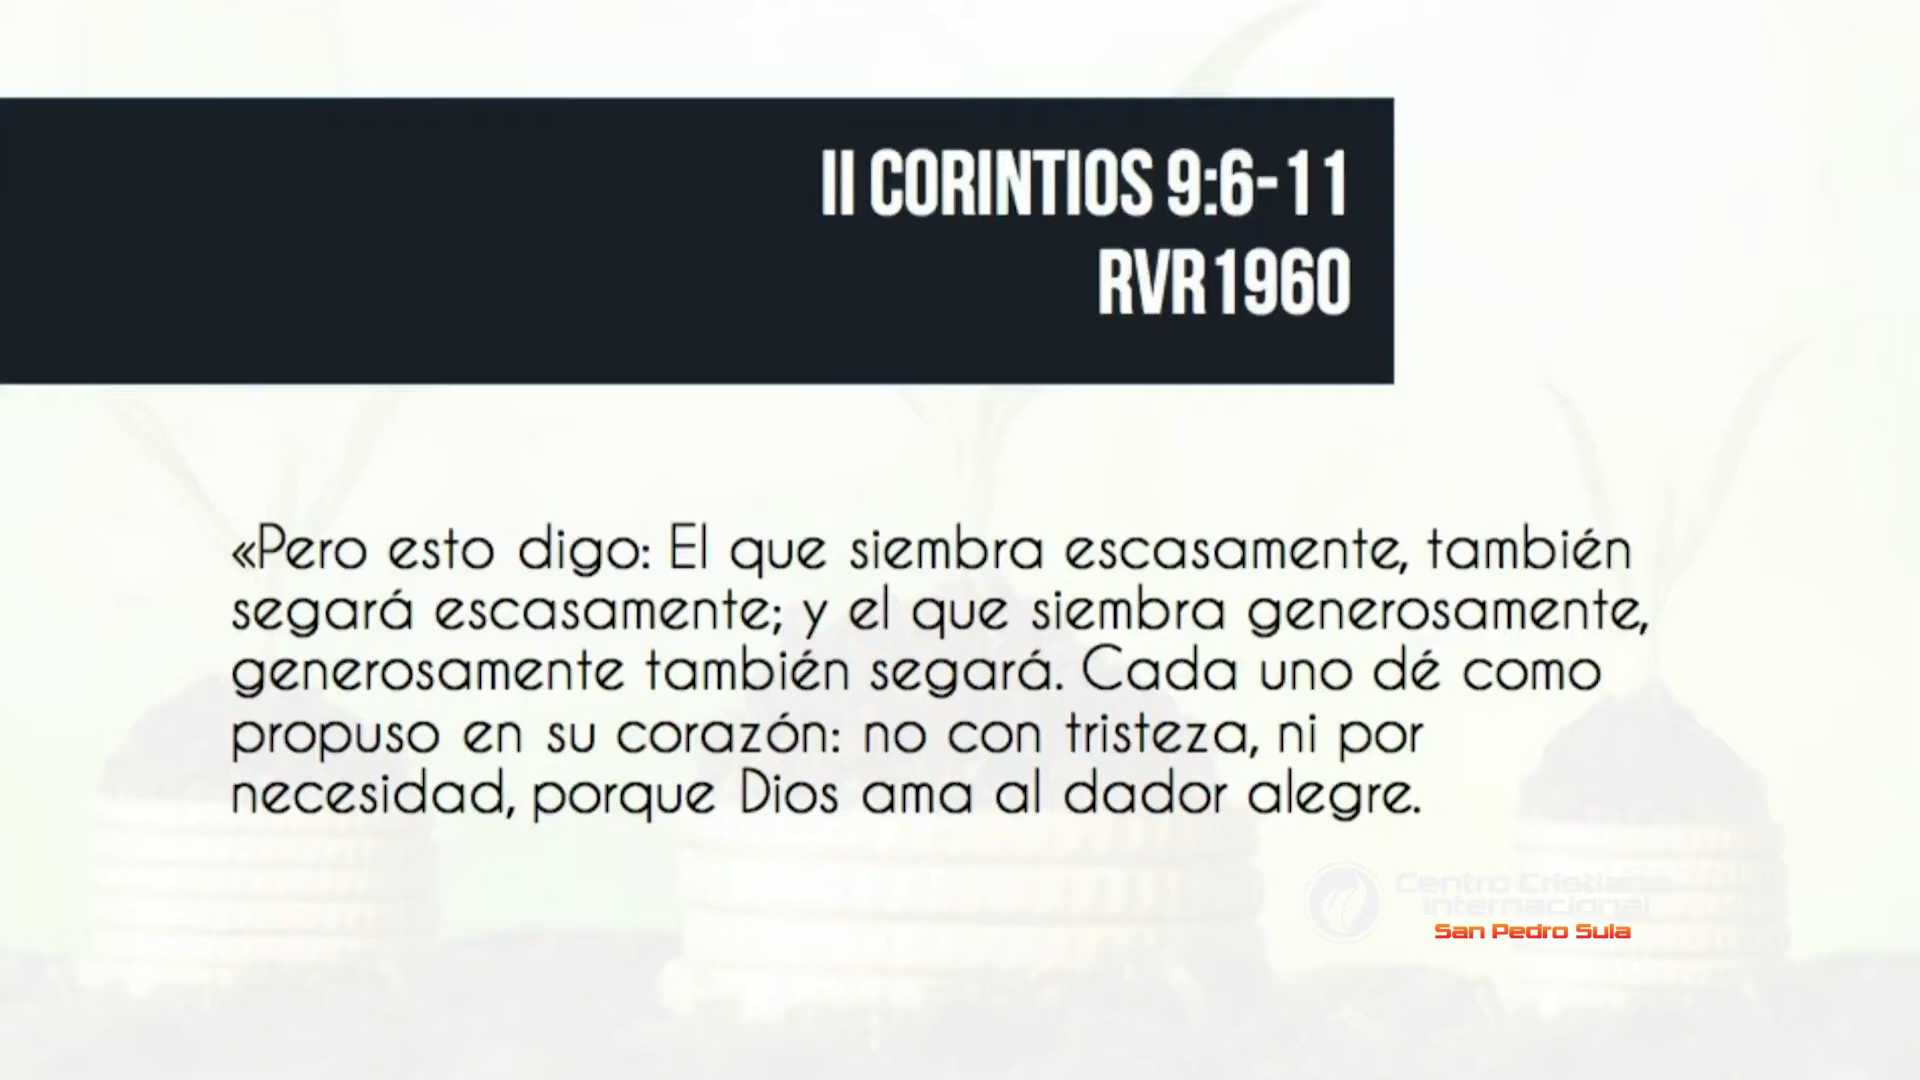 II CORINTIOS 9:6-11
RVR1960
«Pero esto digo: El que siembra escasamente, también
segará escasamente; y el que siembra generosamente,
generosamente también segará. Cada uno dé como
propuso en su corazón: no con tristeza, ni por
necesidad, porque Dios ama al dador alegre.
Centro Cristiano
Internacional
San Pedro Sula